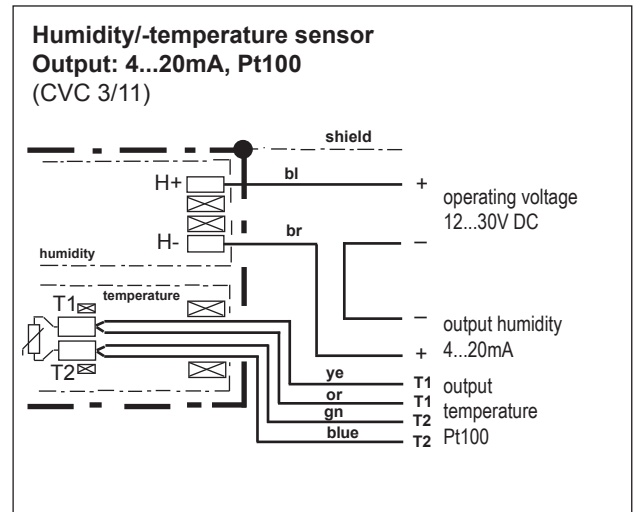 Humidity/-temperature sensor
Output: 4...20mA, Pt100
(CVC 3/11)
shield
H+
bl
+
operating voltage
12...30V DC
H-
br
–
humidity
temperature
T1
T2
–
output humidity
+
4...20mA
ye
T1
output
or
T1
temperature
gn
T2
Pt100
blue
T2